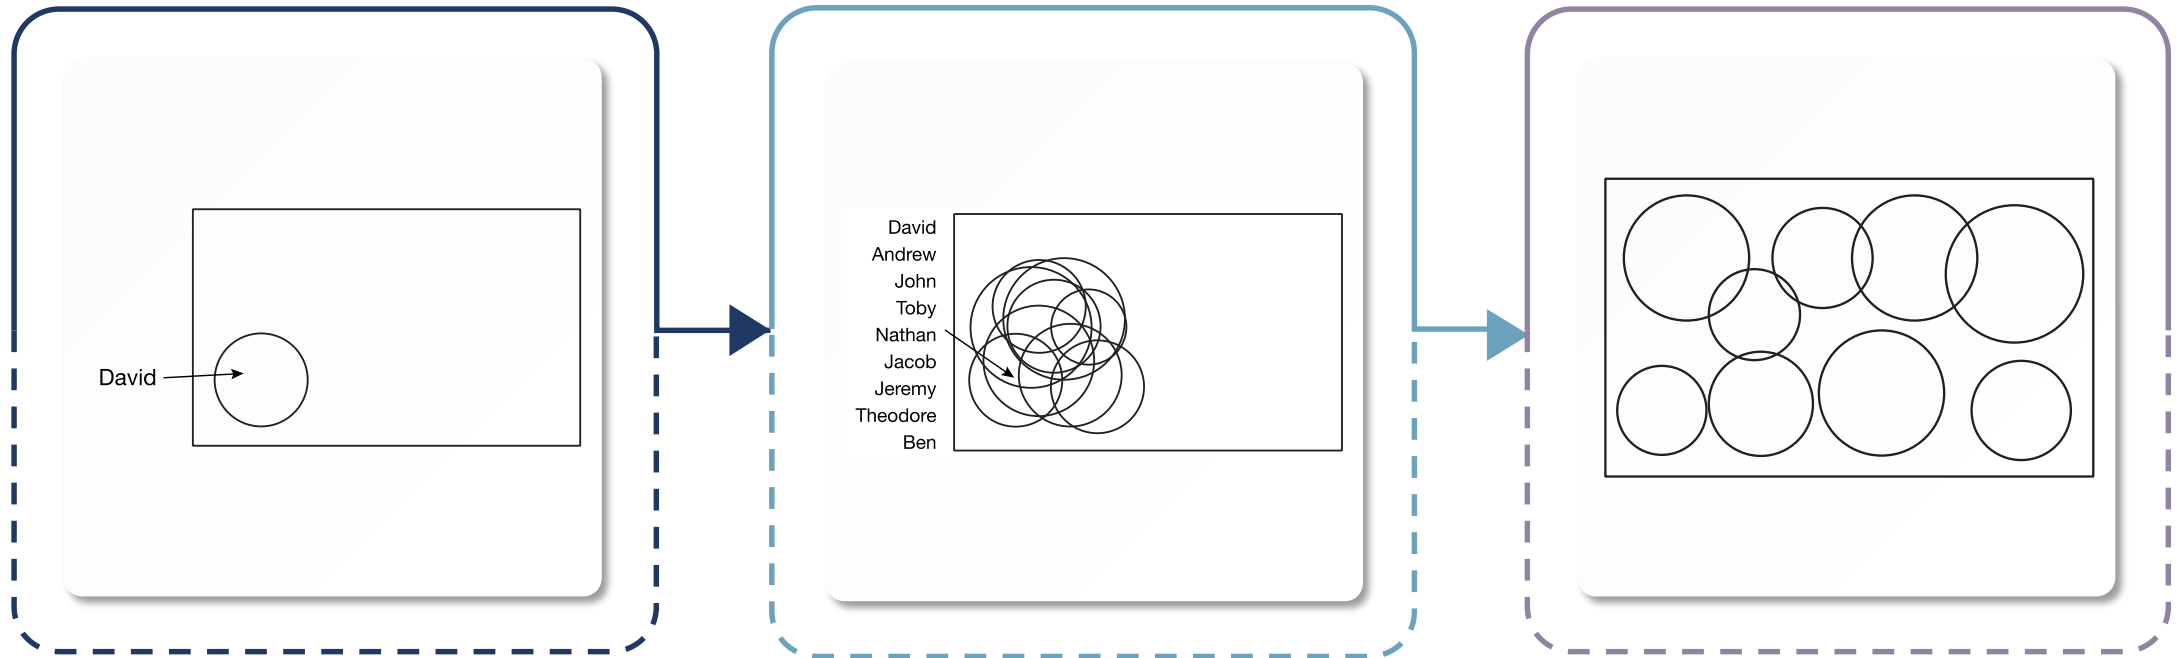 David
David
Andrew
John
Toby
Nathan
Jacob
Jeremy
Theodore
Ben